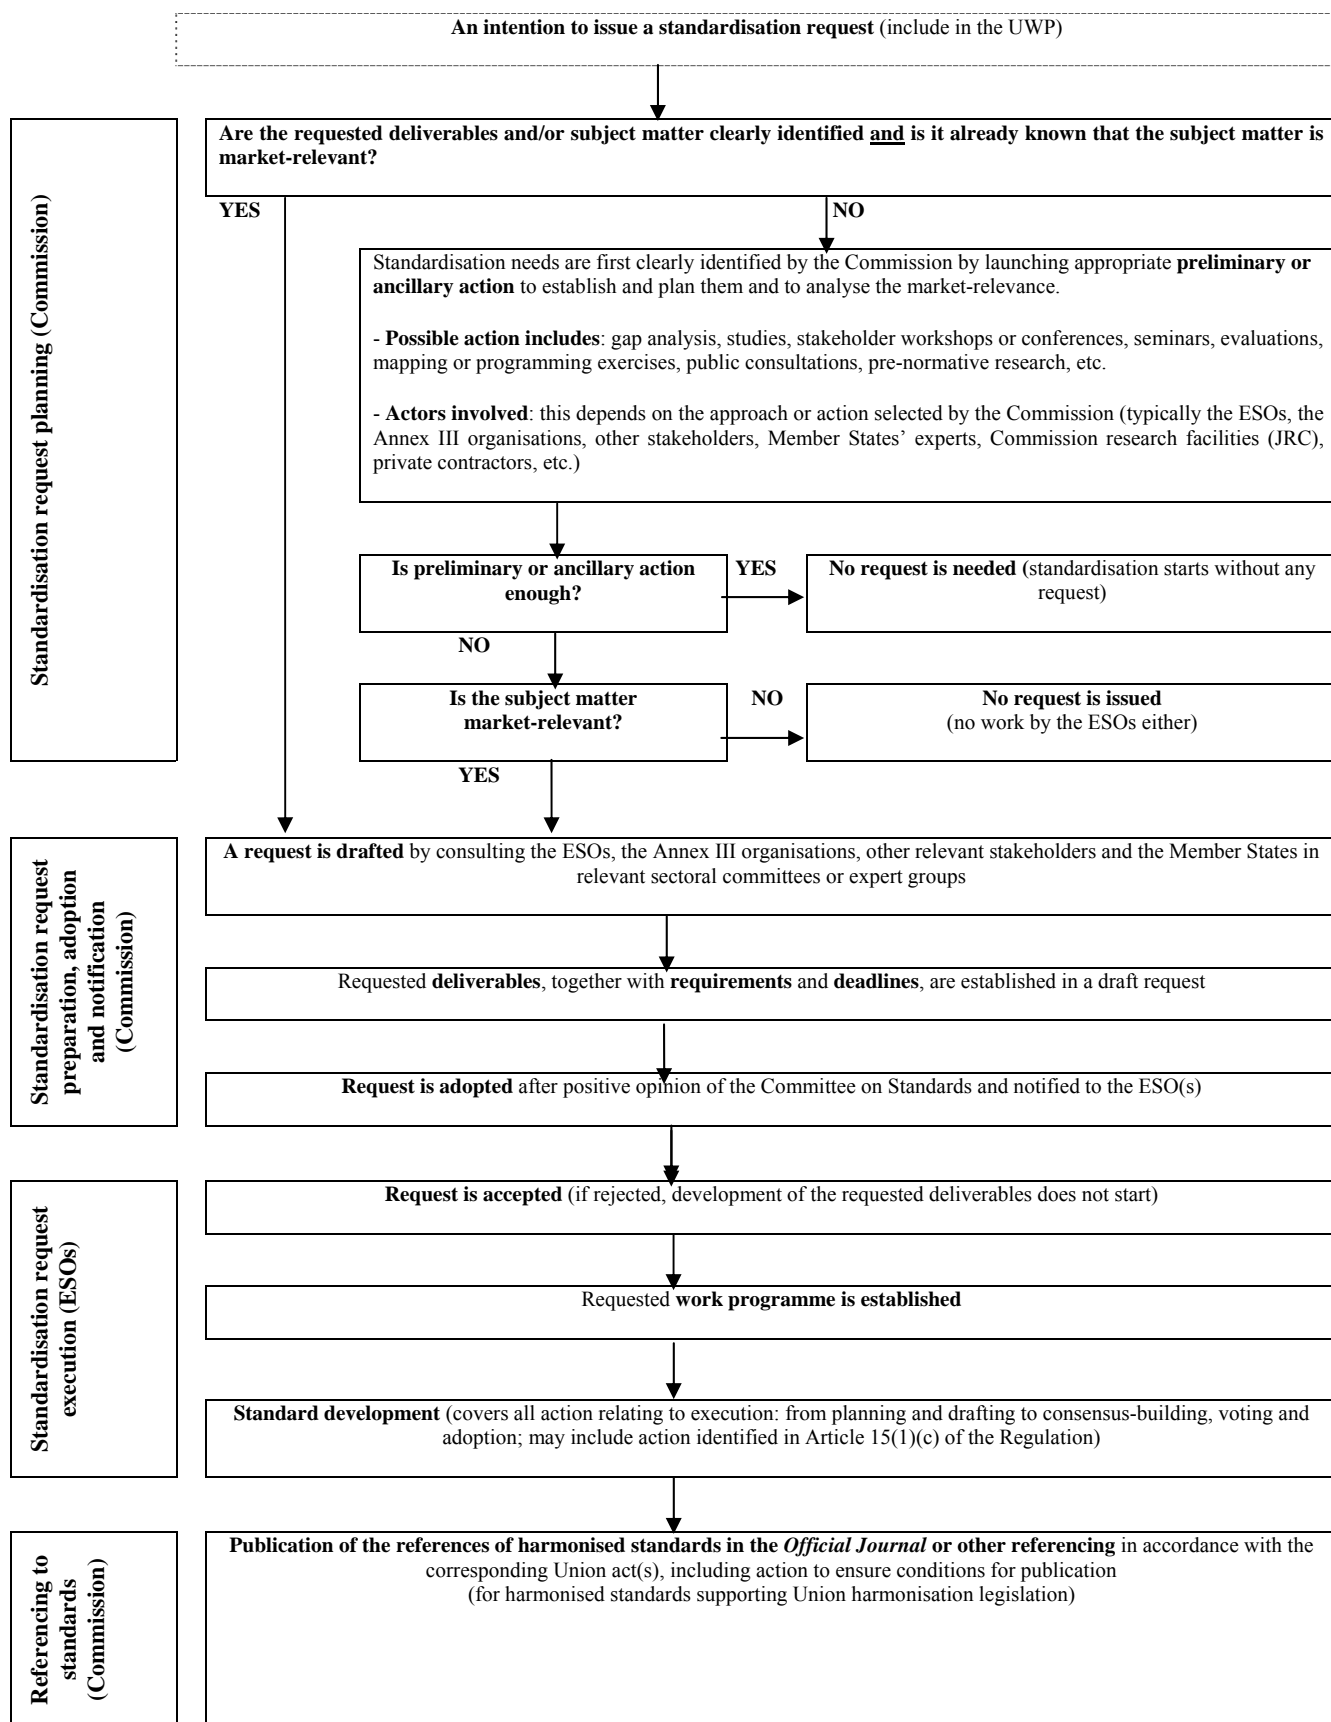 An intention to issue a standardisation request (include in the UWP)
Standardisation request planning (Commission)
Are the requested deliverables and/or subject matter clearly identified and is it already known that the subject matter is
market-relevant?
YES
NO
Standardisation needs are first clearly identified by the Commission by launching appropriate preliminary or
ancillary action to establish and plan them and to analyse the market-relevance.
- Possible action includes: gap analysis, studies, stakeholder workshops or conferences, seminars, evaluations,
mapping or programming exercises, public consultations, pre-normative research, etc.
- Actors involved: this depends on the approach or action selected by the Commission (typically the ESOs, the
Annex III organisations, other stakeholders, Member States’ experts, Commission research facilities (JRC),
private contractors, etc.)
Is preliminary or ancillary action
enough?
YES
No request is needed (standardisation starts without any
request)
NO
Is the subject matter
market-relevant?
NO
No request is issued
(no work by the ESOs either)
YES
Standardisation request
preparation, adoption
and notification
(Commission)
A request is drafted by consulting the ESOs, the Annex III organisations, other relevant stakeholders and the Member States in
relevant sectoral committees or expert groups
Requested deliverables, together with requirements and deadlines, are established in a draft request
Request is adopted after positive opinion of the Committee on Standards and notified to the ESO(s)
Standardisation request
execution (ESOs)
Request is accepted (if rejected, development of the requested deliverables does not start)
Requested work programme is established
Standard development (covers all action relating to execution: from planning and drafting to consensus-building, voting and
adoption; may include action identified in Article 15(1)(c) of the Regulation)
Referencing to
standards
(Commission)
Publication of the references of harmonised standards in the Official Journal or other referencing in accordance with the
corresponding Union act(s), including action to ensure conditions for publication
(for harmonised standards supporting Union harmonisation legislation)